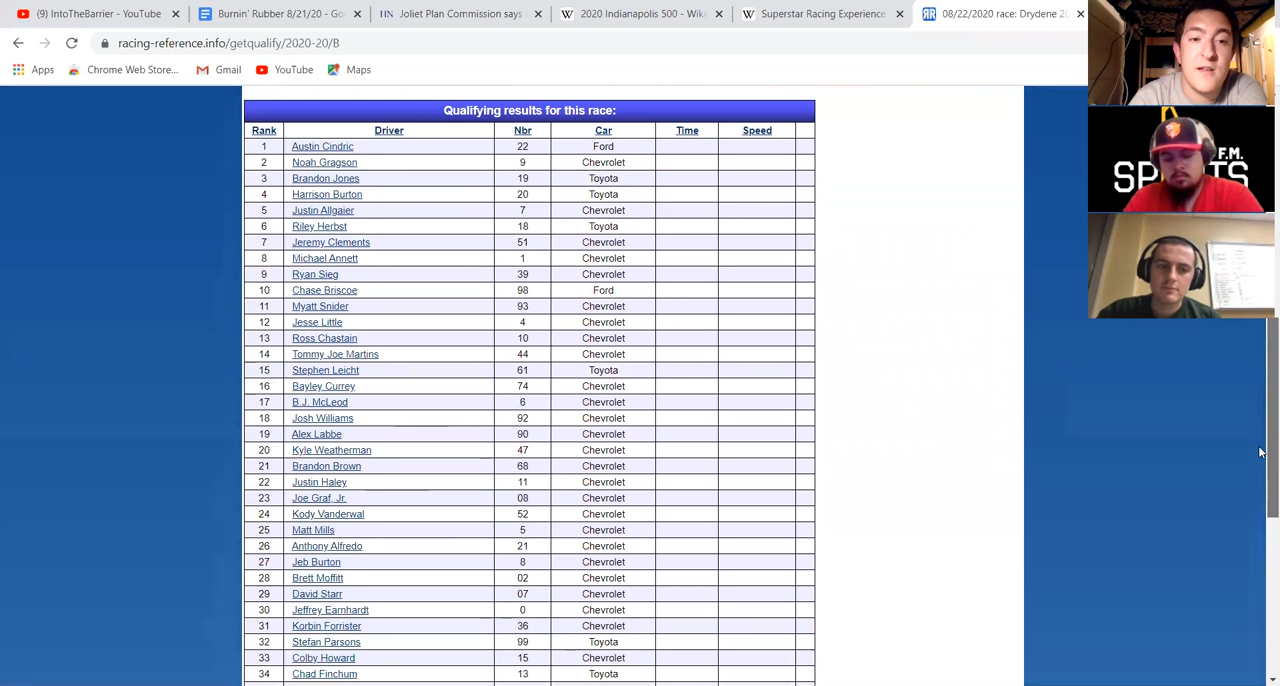 (9) IntoTheBarrier - YouTube × Burnin' Rubber 8/21/20 - Go × HN Joliet Plan Commission says × W 2020 Indianapolis 500 - Wiki × W Superstar Racing Experience × RR 08/22/2020 race: Drydene 20 ×
racing-reference.info/getqualify/2020-20/B
Apps Chrome Web Store... Gmail YouTube Maps
Qualifying results for this race:
Rank Driver Nbr Car Time Speed
1 Austin Cindric 22 Ford
2 Noah Gragson 9 Chevrolet
3 Brandon Jones 19 Toyota
4 Harrison Burton 20 Toyota
5 Justin Allgaier 7 Chevrolet
6 Riley Herbst 18 Toyota
7 Jeremy Clements 51 Chevrolet
8 Michael Annett 1 Chevrolet
9 Ryan Sieg 39 Chevrolet
10 Chase Briscoe 98 Ford
11 Myatt Snider 93 Chevrolet
12 Jesse Little 4 Chevrolet
13 Ross Chastain 10 Chevrolet
14 Tommy Joe Martins 44 Chevrolet
15 Stephen Leicht 61 Toyota
16 Bayley Currey 74 Chevrolet
17 B.J. McLeod 6 Chevrolet
18 Josh Williams 92 Chevrolet
19 Alex Labbe 90 Chevrolet
20 Kyle Weatherman 47 Chevrolet
21 Brandon Brown 68 Chevrolet
22 Justin Haley 11 Chevrolet
23 Joe Graf, Jr. 08 Chevrolet
24 Kody Vanderwal 52 Chevrolet
25 Matt Mills 5 Chevrolet
26 Anthony Alfredo 21 Chevrolet
27 Jeb Burton 8 Chevrolet
28 Brett Moffitt 02 Chevrolet
29 David Starr 07 Chevrolet
30 Jeffrey Earnhardt 0 Chevrolet
31 Korbin Forrister 36 Chevrolet
32 Stefan Parsons 99 Toyota
33 Colby Howard 15 Chevrolet
34 Chad Finchum 13 Toyota
F.M.